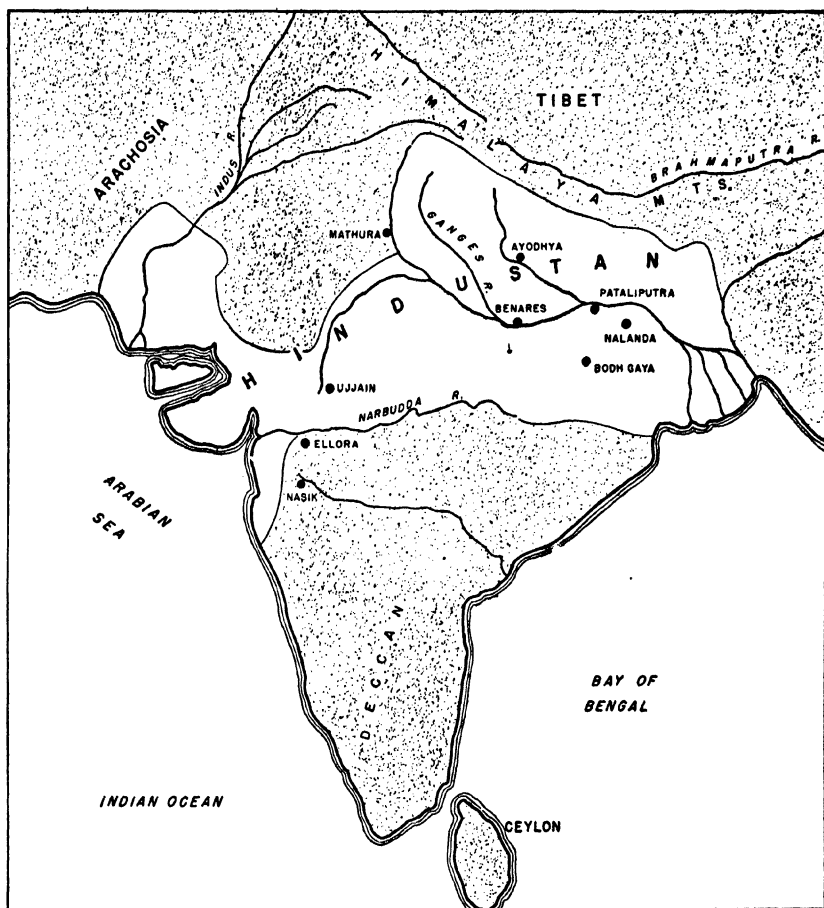 HIMALAYA MTS.
TIBET
BRAHMAPUTRA R.
ARACHOSIA
INDUS R.
MATHURA
GANGES R.
AYODHYA
HINDUSTAN
PATALIPUTRA
BENARES
NALANDA
BODH GAYA
UJJAIN
NARBUDDA R.
ELLORA
NASIK
ARABIAN
SEA
DECCAN
BAY OF
BENGAL
INDIAN OCEAN
CEYLON